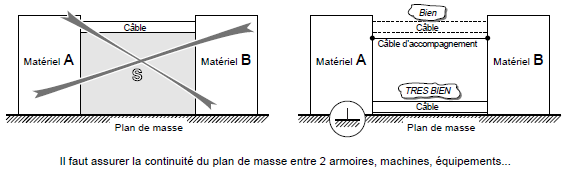 Câble
Matériel A
Matériel B
S
Plan de masse
Bien
Câble
Câble d'accompagnement
Matériel A
Matériel B
TRES BIEN
Câble
Plan de masse
Il faut assurer la continuité du plan de masse entre 2 armoires, machines, équipements...